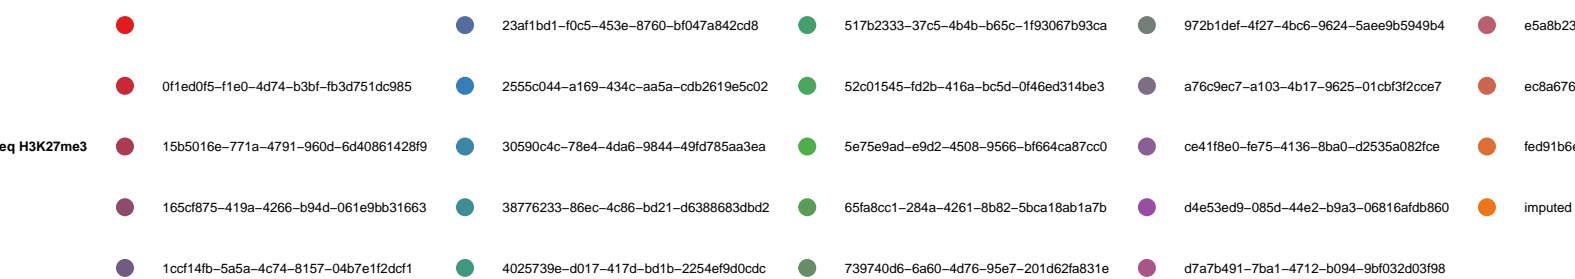 23af1bd1−f0c5−453e−8760−bf047a842cd8 517b2333−37c5−4b4b−b65c−1f93067b93ca 972b1def−4f27−4bc6−9624−5aee9b5949b4 e5a8b23
0f1ed0f5−f1e0−4d74−b3bf−fb3d751dc985 2555c044−a169−434c−aa5a−cdb2619e5c02 52c01545−fd2b−416a−bc5d−0f46ed314be3 a76c9ec7−a103−4b17−9625−01cbf3f2cce7 ec8a676
eq H3K27me3 15b5016e−771a−4791−960d−6d40861428f9 30590c4c−78e4−4da6−9844−49fd785aa3ea 5e75e9ad−e9d2−4508−9566−bf664ca87cc0 ce41f8e0−fe75−4136−8ba0−d2535a082fce fed91b6e
165cf875−419a−4266−b94d−061e9bb31663 38776233−86ec−4c86−bd21−d6388683dbd2 65fa8cc1−284a−4261−8b82−5bca18ab1a7b d4e53ed9−085d−44e2−b9a3−06816afdb860 imputed
1ccf14fb−5a5a−4c74−8157−04b7e1f2dcf1 4025739e−d017−417d−bd1b−2254ef9d0cdc 739740d6−6a60−4d76−95e7−201d62fa831e d7a7b491−7ba1−4712−b094−9bf032d03f98